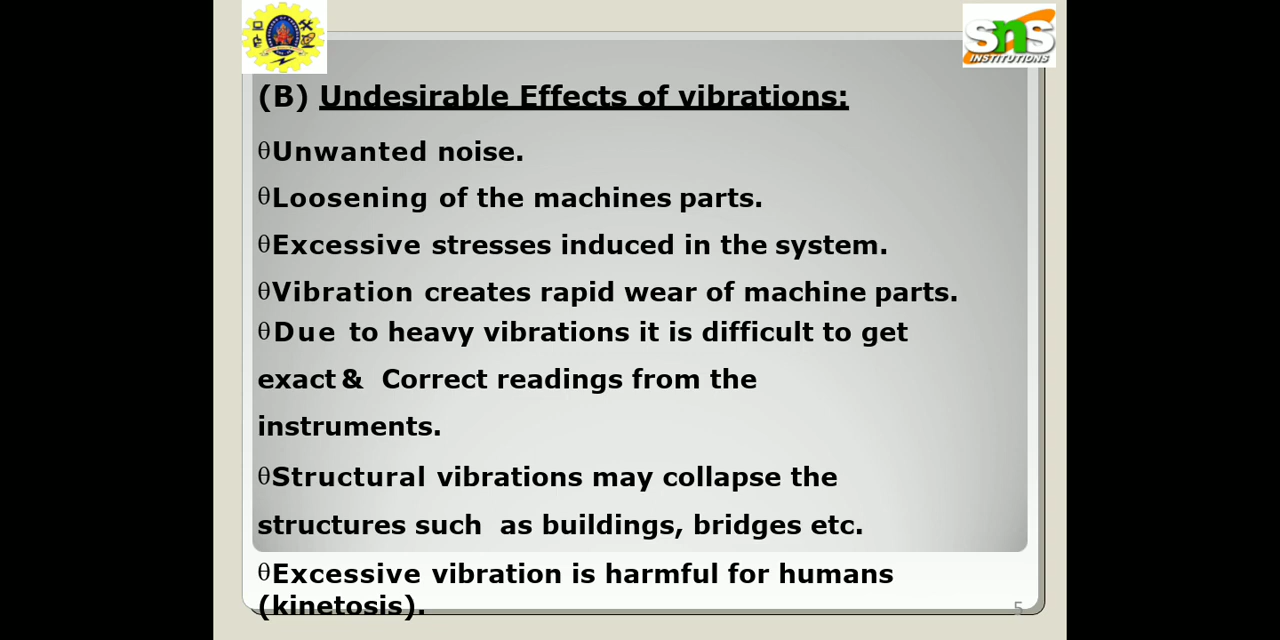 sns
INSTITUTIONS
(B) Undesirable Effects of vibrations:
θUnwanted noise.
θLoosening of the machines parts.
θExcessive stresses induced in the system.
θVibration creates rapid wear of machine parts.
θDue to heavy vibrations it is difficult to get
exact & Correct readings from the
instruments.
θStructural vibrations may collapse the
structures such as buildings, bridges etc.
θExcessive vibration is harmful for humans
(kinetosis).
5